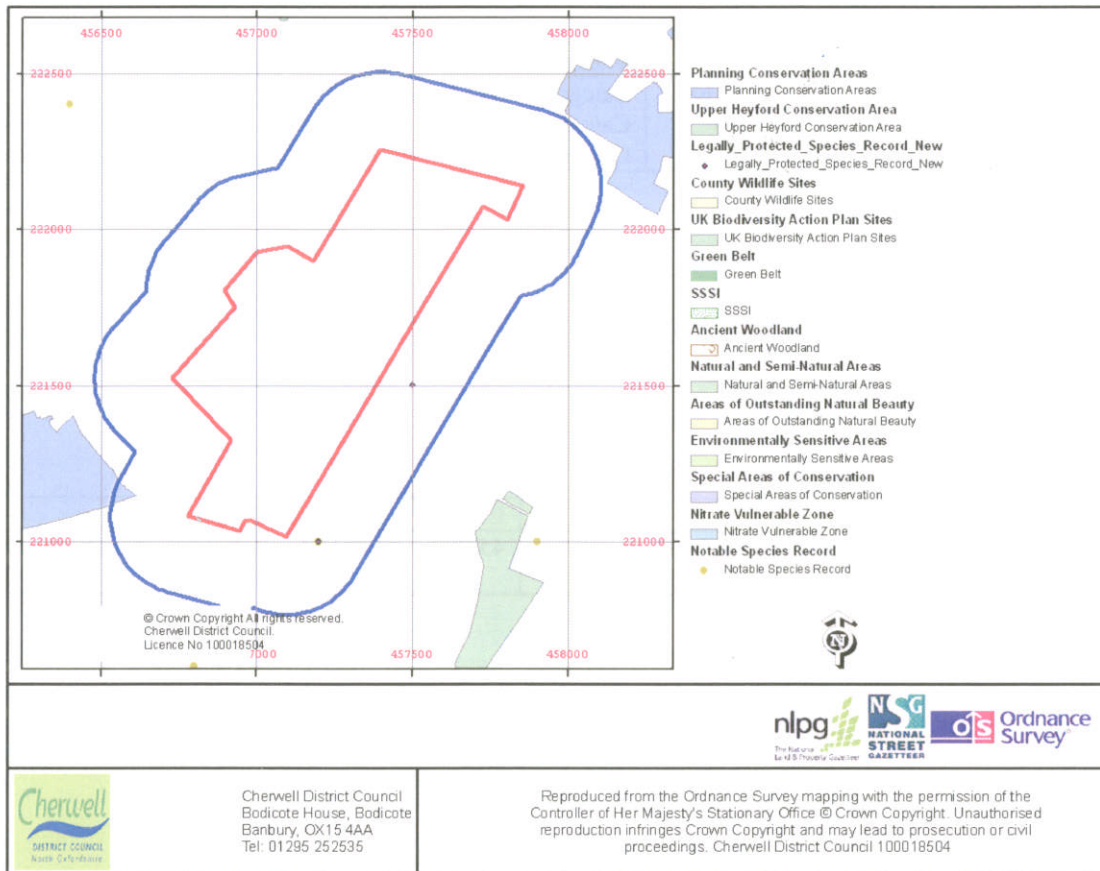 456500 457000 457500 458000
222500
222500
222000
222000
221500
221500
221000
221000
7000 457500 458000
© Crown Copyright All rights reserved.
Cherwell District Council.
Licence No 100018504
Planning Conservation Areas
Planning Conservation Areas
Upper Heyford Conservation Area
Upper Heyford Conservation Area
Legally_Protected_Species_Record_New
Legally_Protected_Species_Record_New
County Wildlife Sites
County Wildlife Sites
UK Biodiversity Action Plan Sites
UK Biodiversity Action Plan Sites
Green Belt
Green Belt
SSSI
SSSI
Ancient Woodland
Ancient Woodland
Natural and Semi-Natural Areas
Natural and Semi-Natural Areas
Areas of Outstanding Natural Beauty
Areas of Outstanding Natural Beauty
Environmentally Sensitive Areas
Environmentally Sensitive Areas
Special Areas of Conservation
Special Areas of Conservation
Nitrate Vulnerable Zone
Nitrate Vulnerable Zone
Notable Species Record
Notable Species Record
N
nlpg
The National
Land & Property Gazetteer
NSG
NATIONAL
STREET
GAZETTEER
OS
Ordnance
Survey
Cherwell
DISTRICT COUNCIL
North Oxfordshire
Cherwell District Council
Bodicote House, Bodicote
Banbury, OX15 4AA
Tel: 01295 252535
Reproduced from the Ordnance Survey mapping with the permission of the
Controller of Her Majesty's Stationary Office © Crown Copyright. Unauthorised
reproduction infringes Crown Copyright and may lead to prosecution or civil
proceedings. Cherwell District Council 100018504